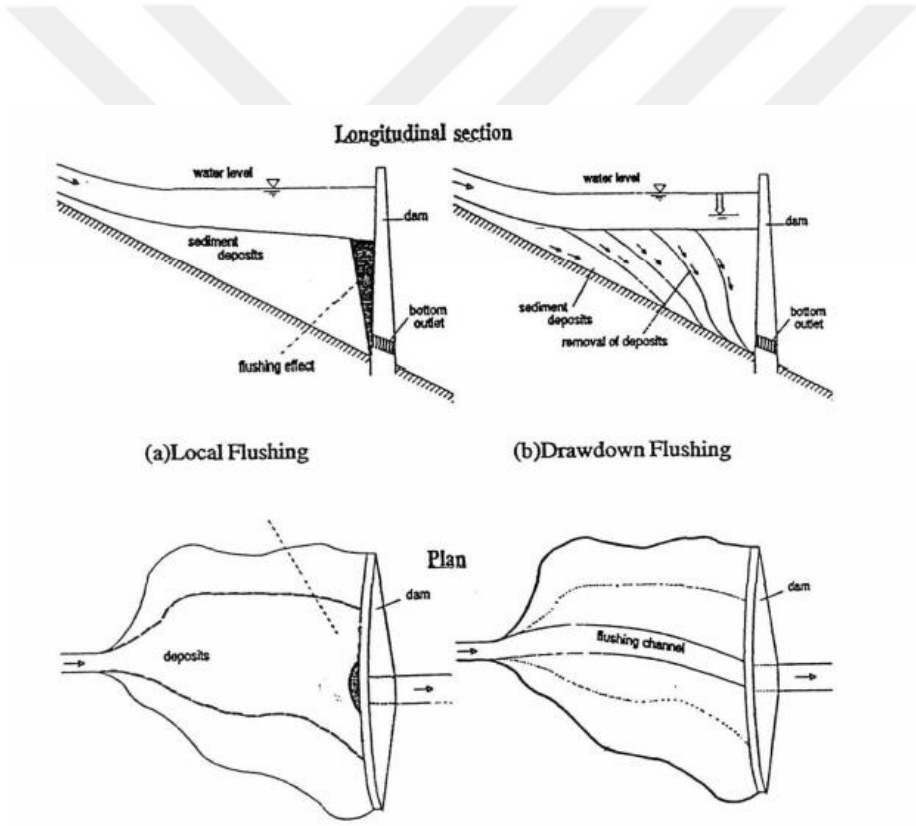 Longitudinal section
water level
dam
sediment
deposits
bottom
outlet
flushing effect
water level
dam
sediment
deposits
removal of deposits
bottom
outlet
(a)Local Flushing
(b)Drawdown Flushing
Plan
dam
deposits
dam
flushing channel